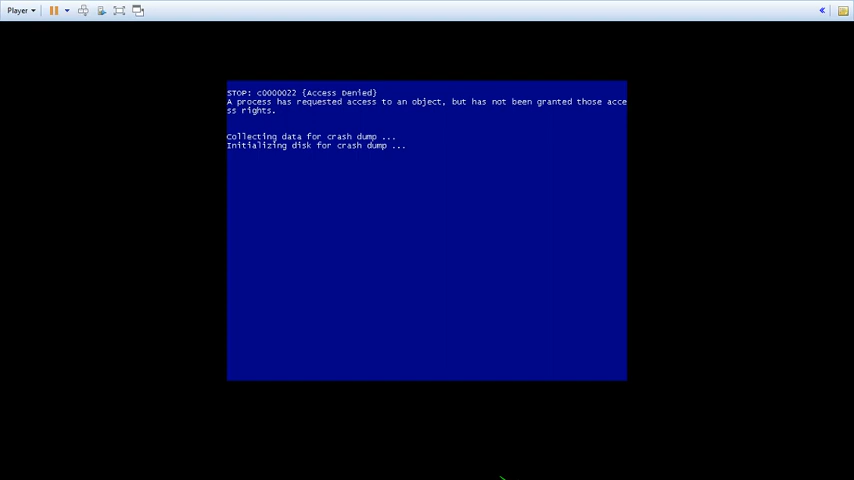 Player
STOP: c0000022 {Access Denied}
A process has requested access to an object, but has not been granted those acce
ss rights.
Collecting data for crash dump ...
Initializing disk for crash dump ...